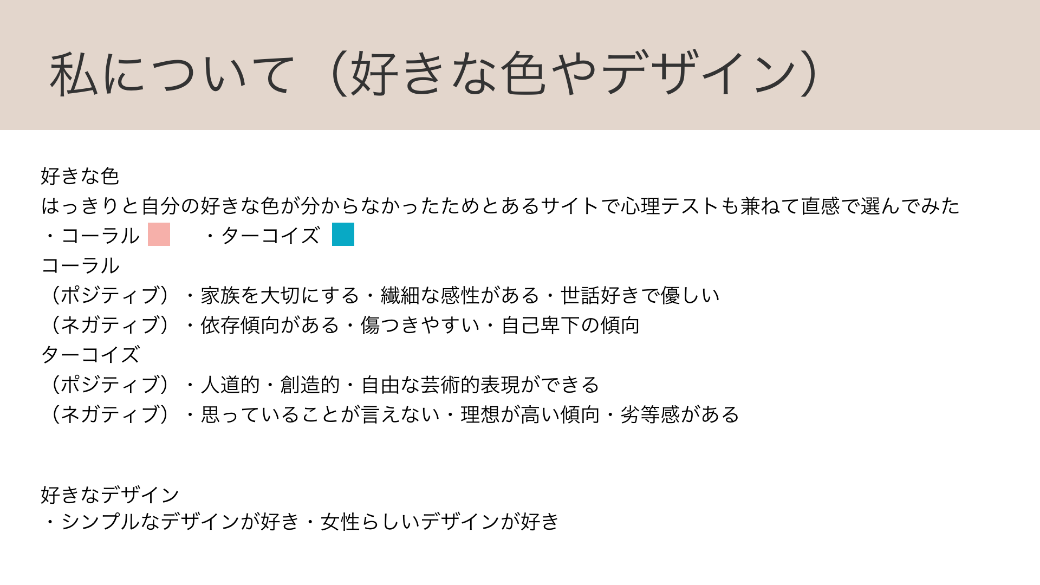 私について（好きな色やデザイン）
好きな色
はっきりと自分の好きな色が分からなかったためとあるサイトで心理テストも兼ねて直感で選んでみた
・コーラル　・ターコイズ
コーラル
（ポジティブ）・家族を大切にする・繊細な感性がある・世話好きで優しい
（ネガティブ）・依存傾向がある・傷つきやすい・自己卑下の傾向
ターコイズ
（ポジティブ）・人道的・創造的・自由な芸術的表現ができる
（ネガティブ）・思っていることが言えない・理想が高い傾向・劣等感がある
好きなデザイン
・シンプルなデザインが好き・女性らしいデザインが好き